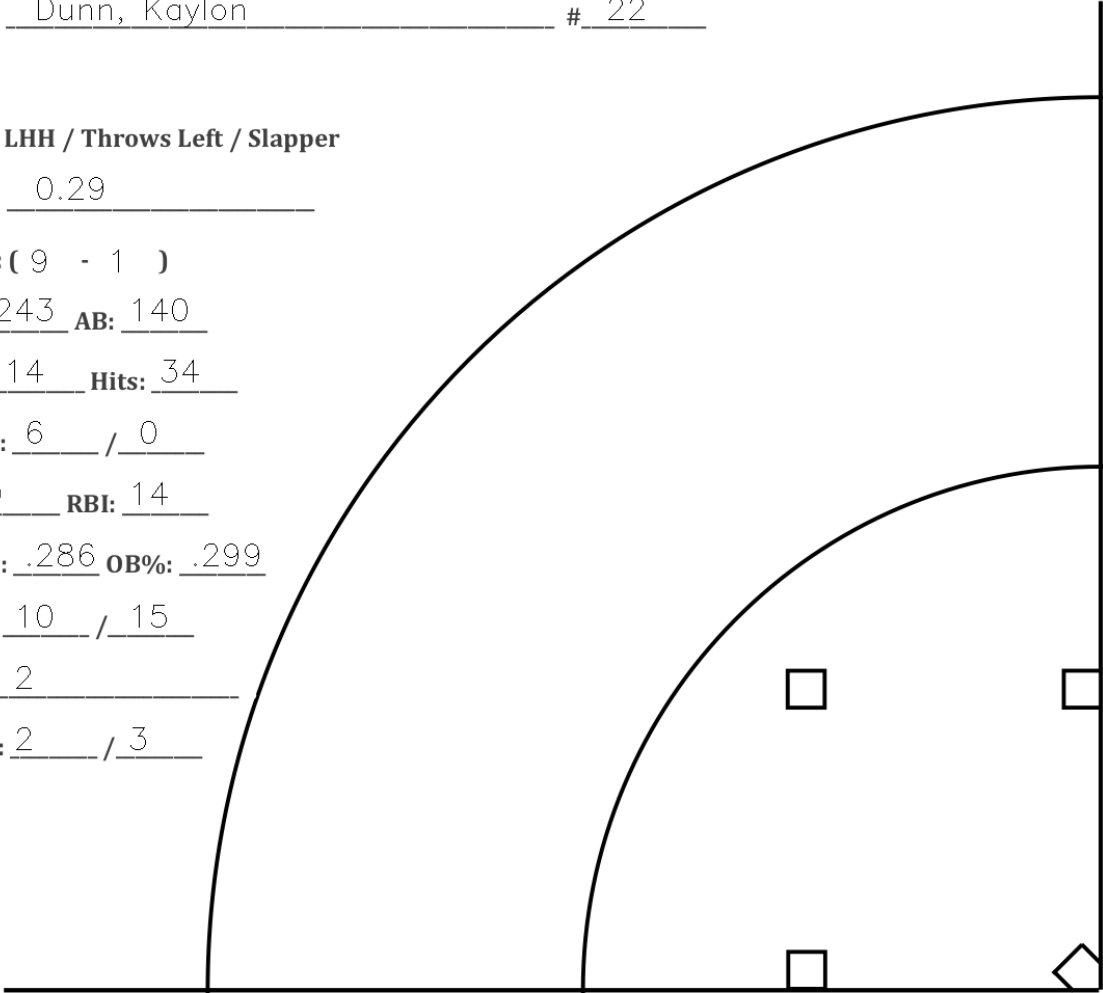 Dunn, Kaylon # 22
LHH / Throws Left / Slapper
0.29
:( 9 - 1 )
243 AB: 140
14 Hits: 34
: 6 / 0
RBI: 14
: .286 OB%: .299
10 / 15
2
: 2 / 3